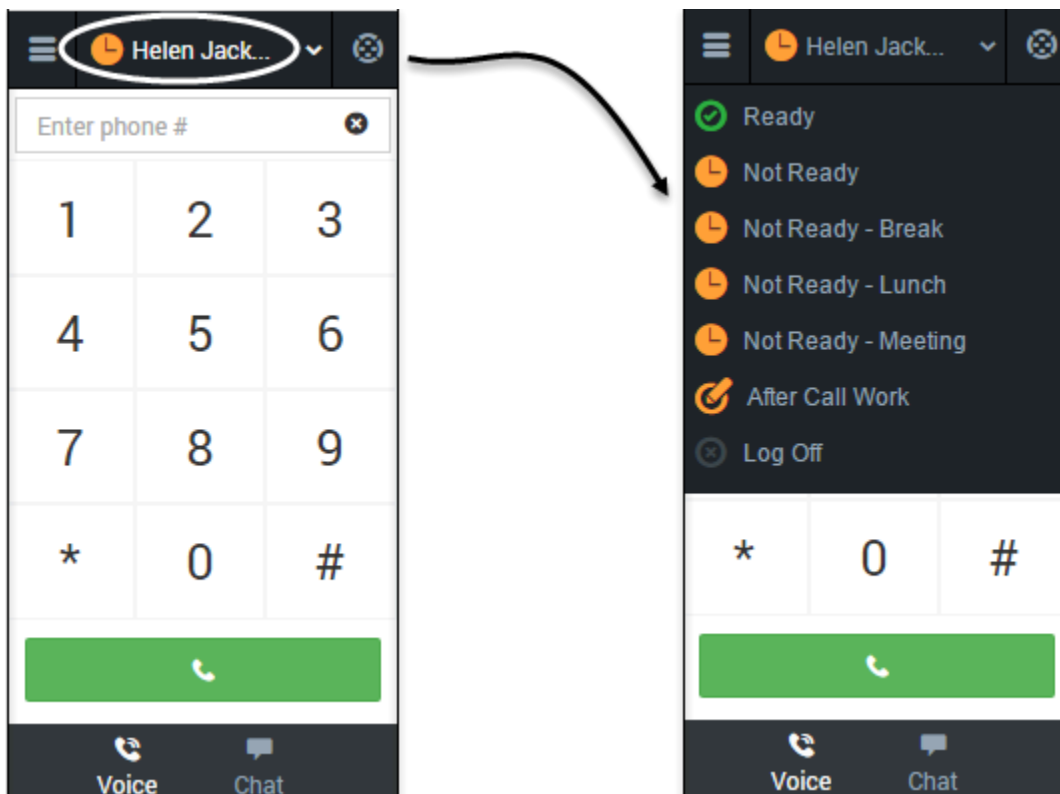 Helen Jack...
Enter phone #
1 2 3
4 5 6
7 8 9
* 0 #
Voice Chat
Helen Jack...
Ready
Not Ready
Not Ready - Break
Not Ready - Lunch
Not Ready - Meeting
After Call Work
Log Off
* 0 #
Voice Chat